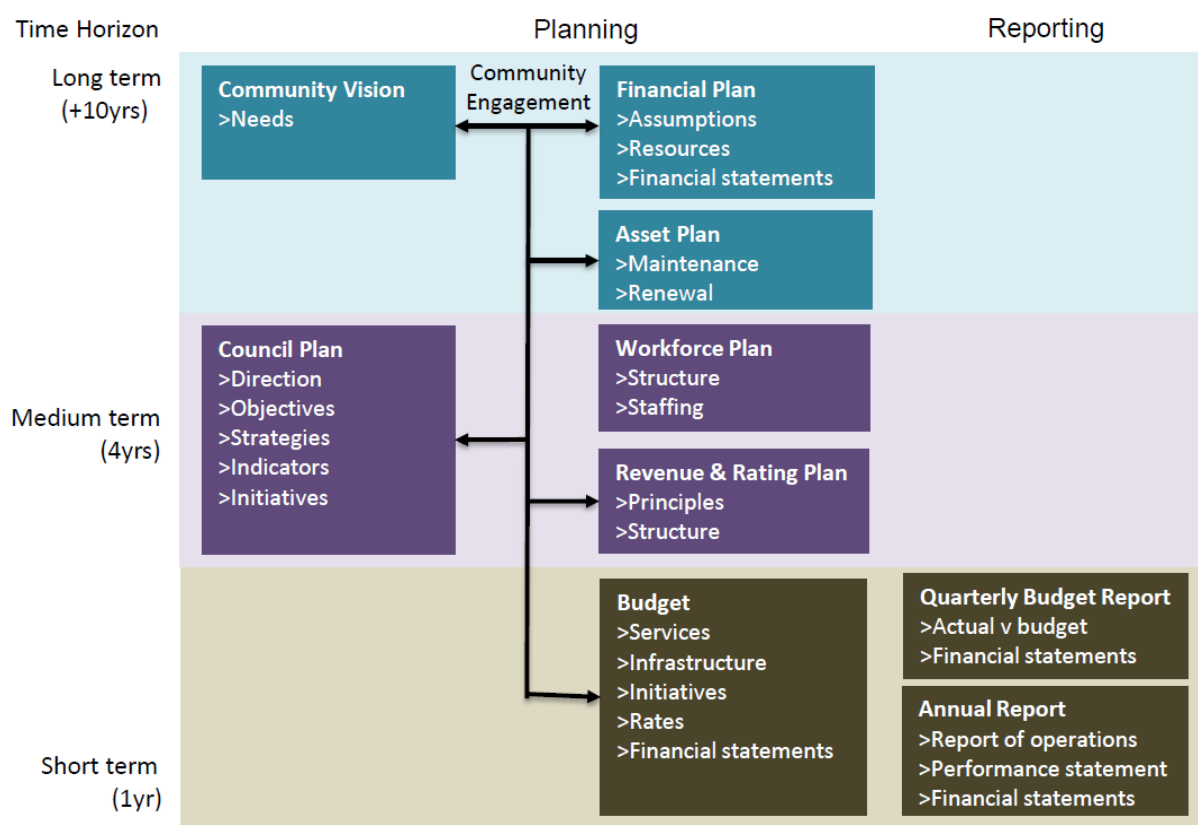 Time Horizon
Planning
Reporting
Long term
(+10yrs)
Community Vision
>Needs
Community
Engagement
Financial Plan
>Assumptions
>Resources
>Financial statements
Asset Plan
>Maintenance
>Renewal
Medium term
(4yrs)
Council Plan
>Direction
>Objectives
>Strategies
>Indicators
>Initiatives
Workforce Plan
>Structure
>Staffing
Revenue & Rating Plan
>Principles
>Structure
Short term
(1yr)
Budget
>Services
>Infrastructure
>Initiatives
>Rates
>Financial statements
Quarterly Budget Report
>Actual v budget
>Financial statements
Annual Report
>Report of operations
>Performance statement
>Financial statements